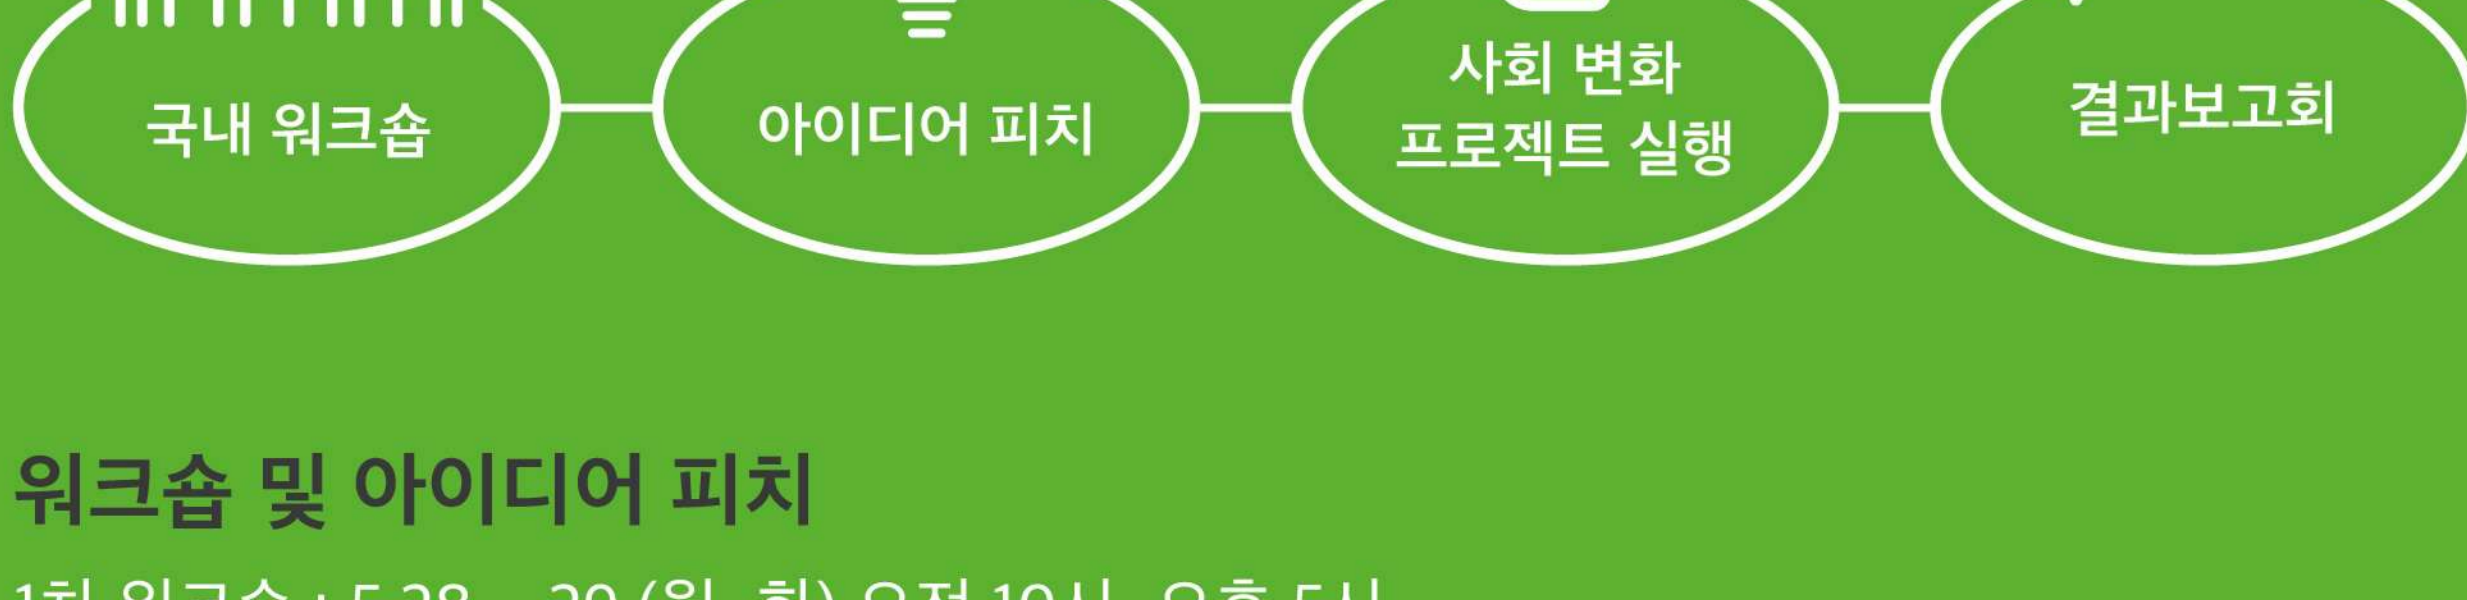 국내 워크숍
아이디어 피치
사회 변화
프로젝트 실행
결과보고회
워크숍 및 아이디어 피치